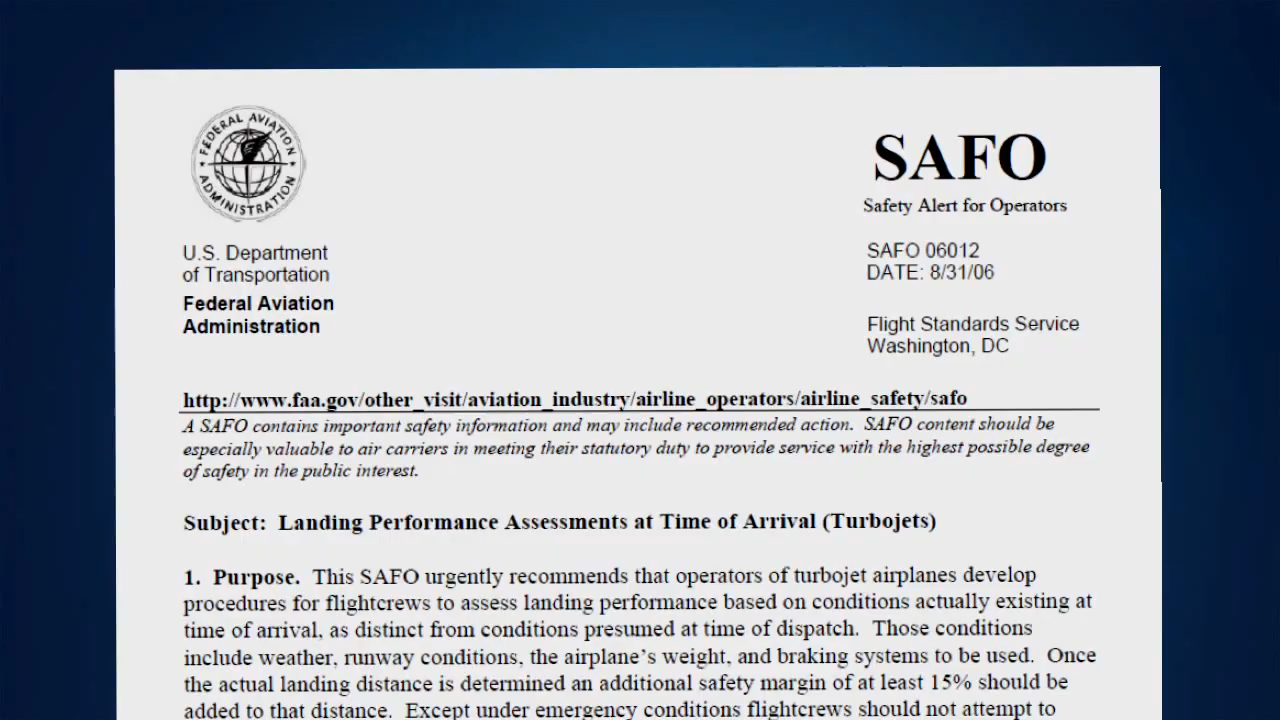 FEDERAL AVIATION ADMINISTRATION
SAFO
Safety Alert for Operators
U.S. Department
of Transportation
Federal Aviation
Administration
SAFO 06012
DATE: 8/31/06
Flight Standards Service
Washington, DC
http://www.faa.gov/other_visit/aviation_industry/airline_operators/airline_safety/safo
A SAFO contains important safety information and may include recommended action. SAFO content should be
especially valuable to air carriers in meeting their statutory duty to provide service with the highest possible degree
of safety in the public interest.
Subject: Landing Performance Assessments at Time of Arrival (Turbojets)
1. Purpose. This SAFO urgently recommends that operators of turbojet airplanes develop
procedures for flightcrews to assess landing performance based on conditions actually existing at
time of arrival, as distinct from conditions presumed at time of dispatch. Those conditions
include weather, runway conditions, the airplane's weight, and braking systems to be used. Once
the actual landing distance is determined an additional safety margin of at least 15% should be
added to that distance. Except under emergency conditions flightcrews should not attempt to